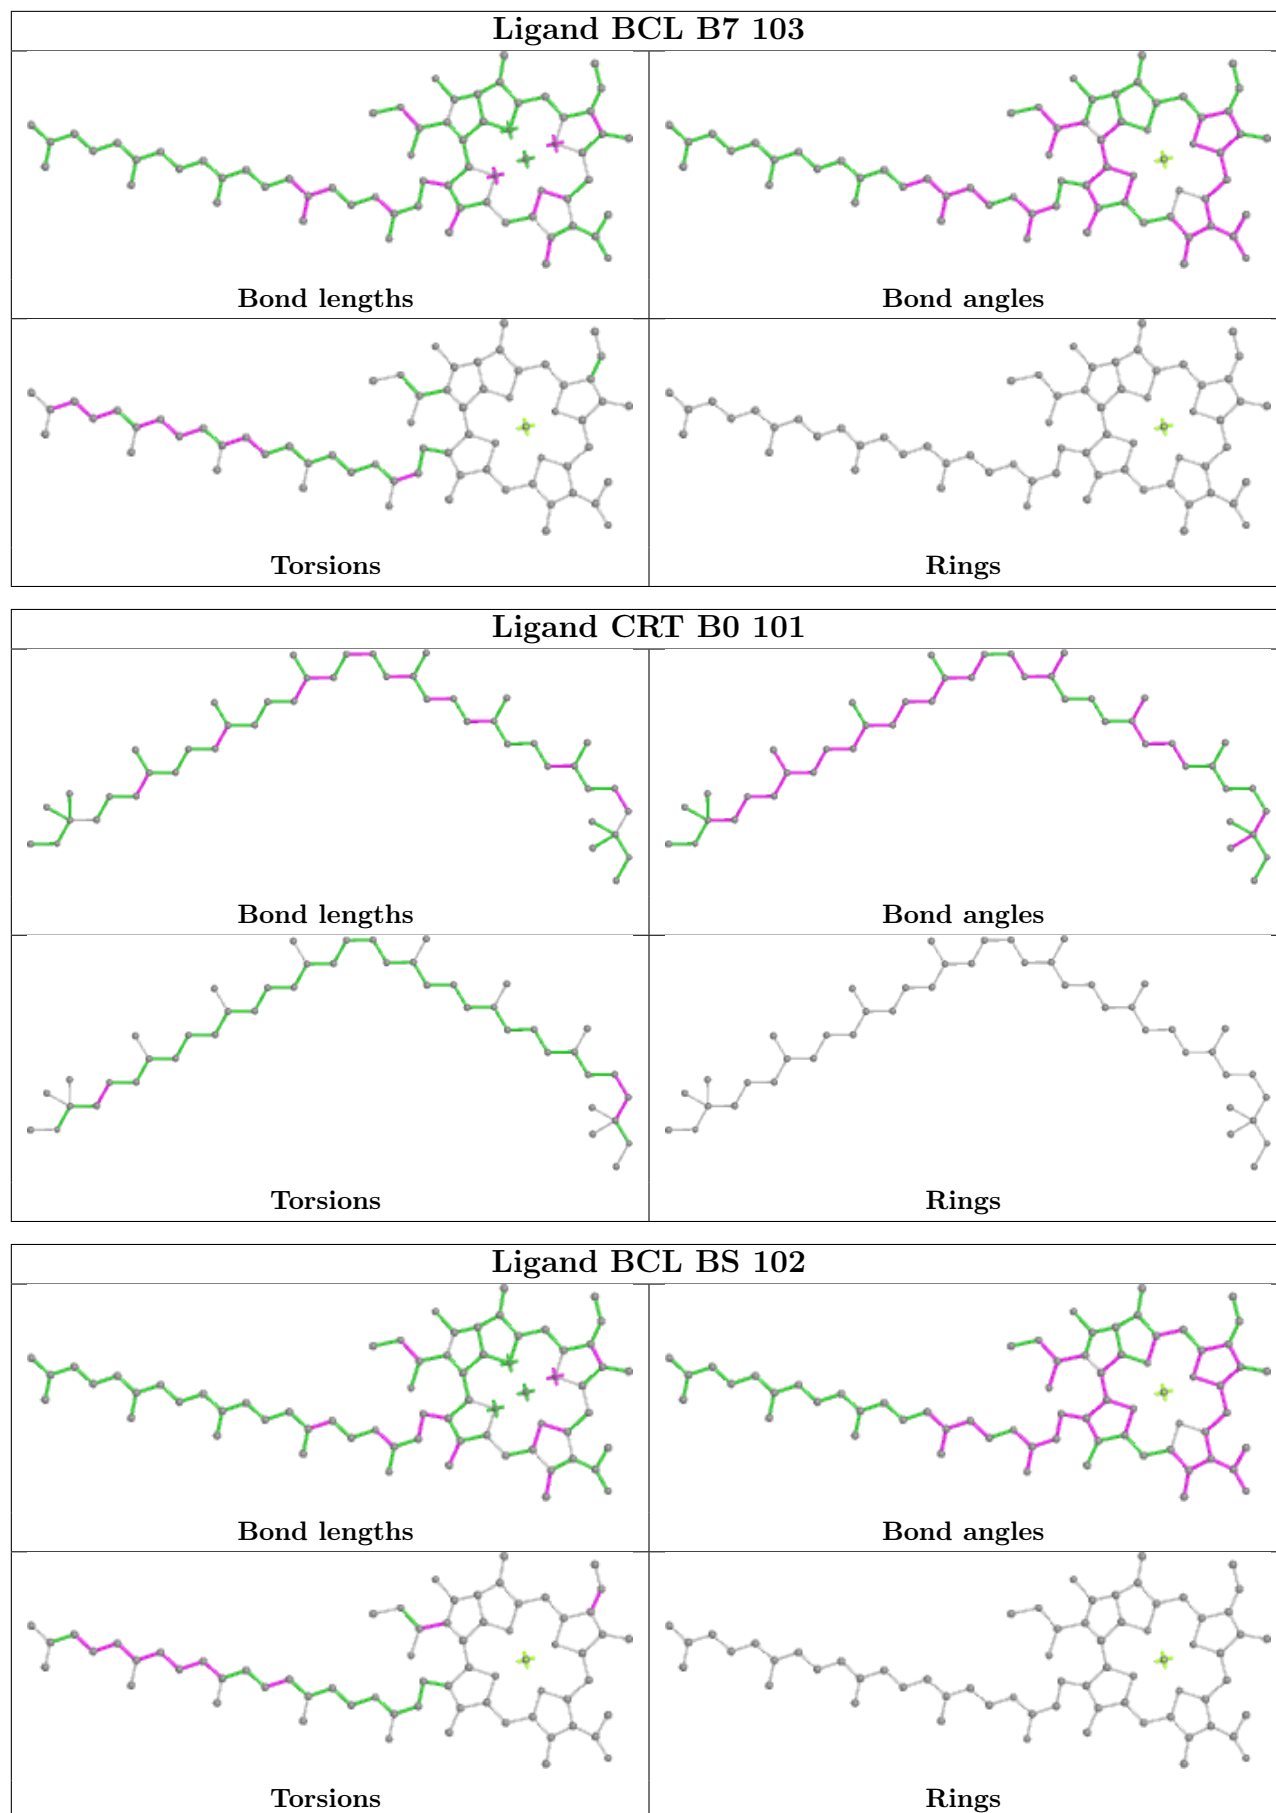 Ligand BCL B7 103
Bond lengths
Bond angles
Torsions
Rings
Ligand CRT B0 101
Bond lengths
Bond angles
Torsions
Rings
Ligand BCL BS 102
Bond lengths
Bond angles
Torsions
Rings